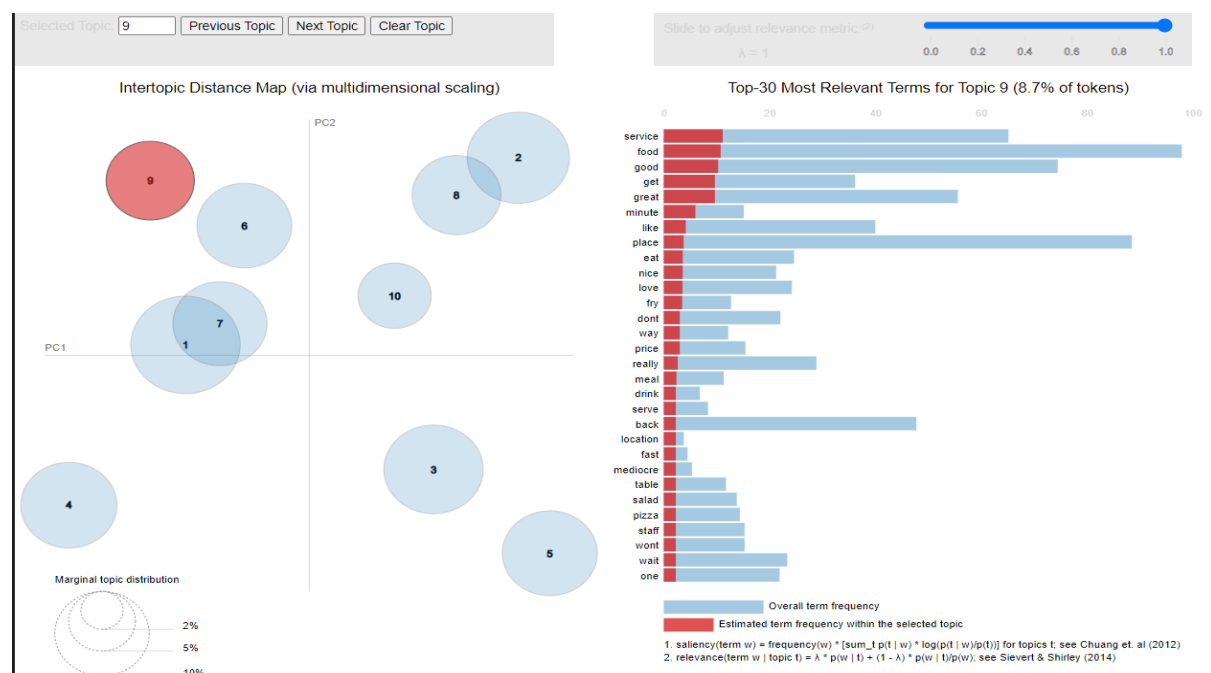 Selected Topic: 9 Previous Topic Next Topic Clear Topic
Slide to adjust relevance metric (2)
λ = 1
0.0 0.2 0.4 0.6 0.8 1.0
Intertopic Distance Map (via multidimensional scaling)
PC2
PC1
9
2
8
6
10
7
1
3
4
5
Marginal topic distribution
2%
5%
10%
Top-30 Most Relevant Terms for Topic 9 (8.7% of tokens)
0 20 40 60 80 100
service
food
good
get
great
minute
like
place
eat
nice
love
fry
dont
way
price
really
meal
drink
serve
back
location
fast
mediocre
table
salad
pizza
staff
wont
wait
one
Overall term frequency
Estimated term frequency within the selected topic
1. saliency(term w) = frequency(w) * [sum_t p(t | w) * log(p(t | w)/p(t))] for topics t; see Chuang et. al (2012)
2. relevance(term w | topic t) = λ * p(w | t) + (1 - λ) * p(w | t)/p(w); see Sievert & Shirley (2014)